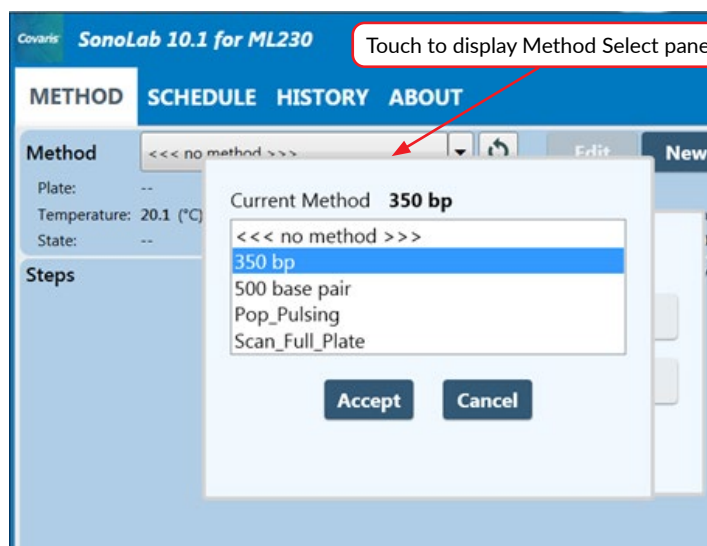 Covaris SonoLab 10.1 for ML230
Touch to display Method Select pane
METHOD SCHEDULE HISTORY ABOUT
Method <<< no method >>> Edit New
Plate: --
Temperature: 20.1 (°C)
State: --
Steps
Current Method 350 bp
<<< no method >>>
350 bp
500 base pair
Pop_Pulsing
Scan_Full_Plate
Accept Cancel